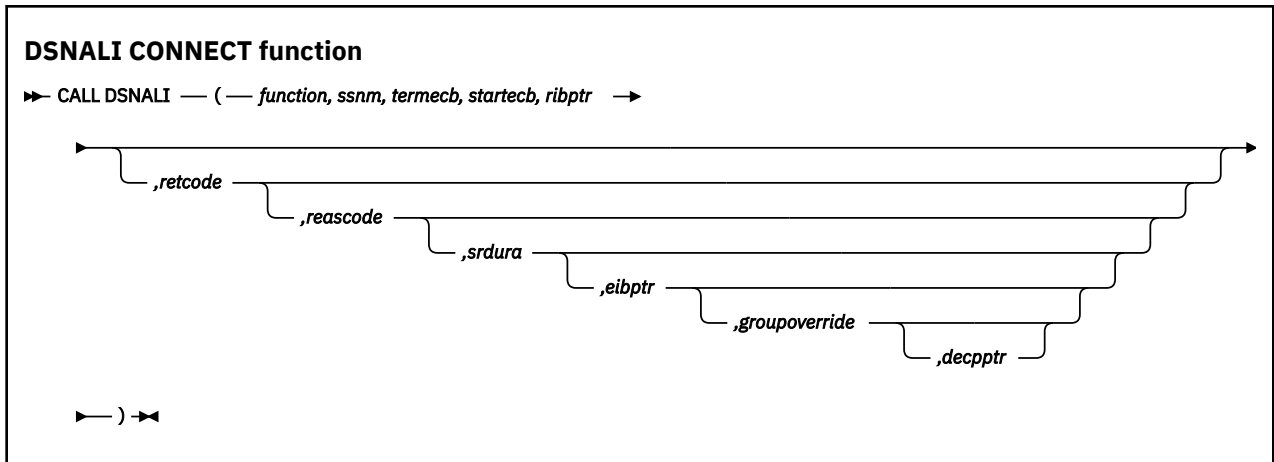 DSNALI CONNECT function
CALL DSNALI ( function, ssnm, termecb, startecb, ribptr
,retcode
,reascode
,srdura
,eibptr
,groupoverride
,decpptr
)